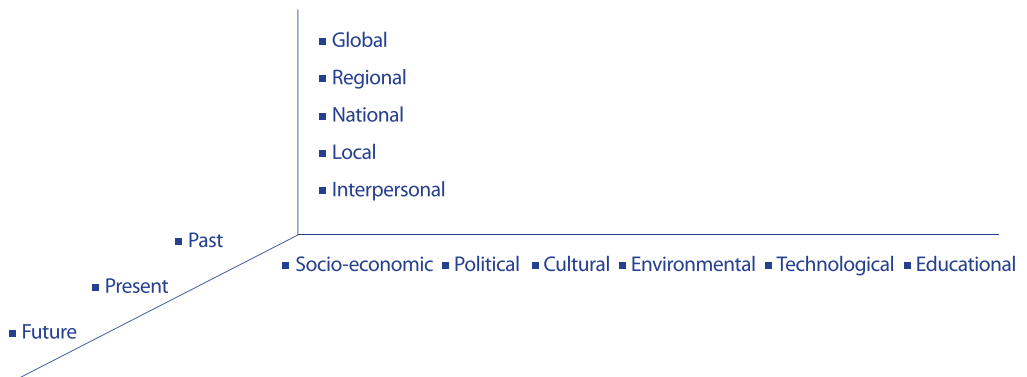 ▪ Global
▪ Regional
▪ National
▪ Local
▪ Interpersonal
▪ Past
▪ Present
▪ Future
▪ Socio-economic ▪ Political ▪ Cultural ▪ Environmental ▪ Technological ▪ Educational